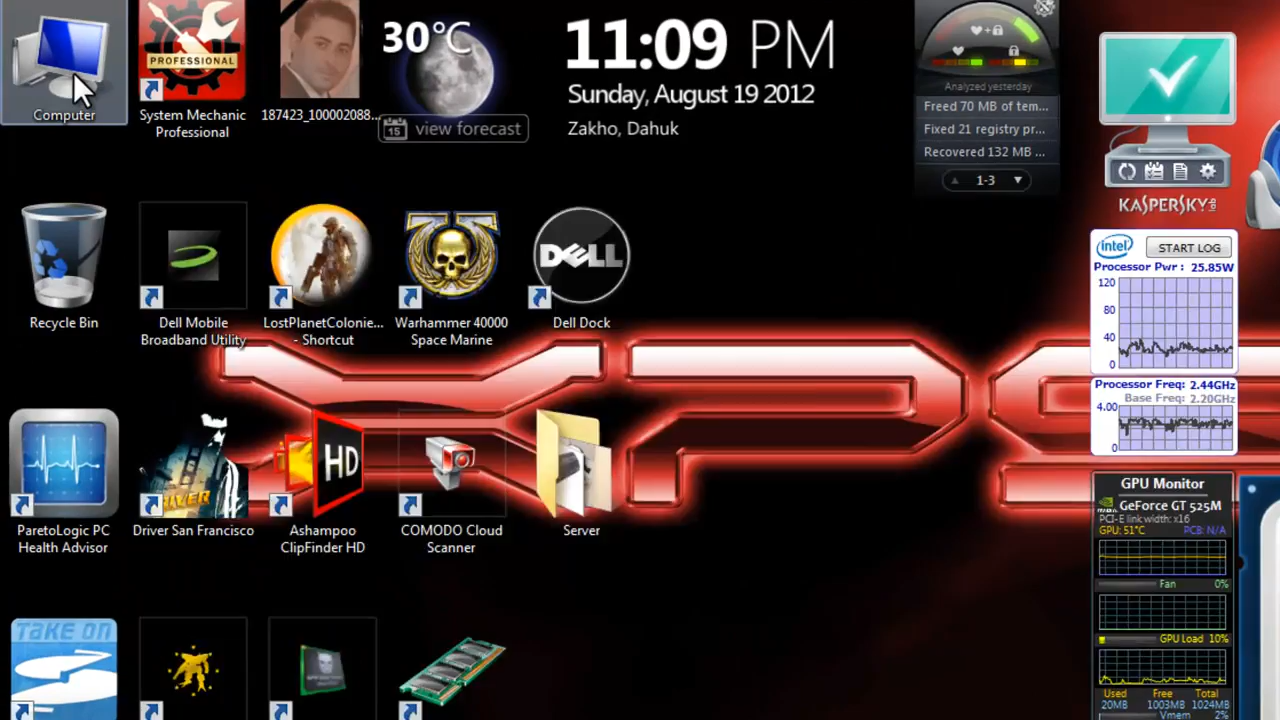 30°C
11:09 PM
Sunday, August 19 2012
Zakho, Dahuk
15 view forecast
Analyzed yesterday
Freed 70 MB of tem...
Fixed 21 registry pr...
Recovered 132 MB ...
1-3
KASPERSKY lab
Computer
PROFESSIONAL
System Mechanic
Professional
187423_100002088...
Recycle Bin
Dell Mobile
Broadband Utility
LostPlanetColonie...
- Shortcut
Warhammer 40000
Space Marine
DELL
Dell Dock
XPS
intel START LOG
Processor Pwr : 25.85W
120
80
40
0
Processor Freq: 2.44GHz
Base Freq: 2.20GHz
4.00
0
ParetoLogic PC
Health Advisor
DRIVER
Driver San Francisco
HD
Ashampoo
ClipFinder HD
COMODO Cloud
Scanner
Server
GPU Monitor
GeForce GT 525M
PCI-E link width: x16
GPU: 51°C PCB: N/A
Fan 0%
GPU Load 10%
Used Free Total
20MB 1003MB 1024MB
Vmem 2%
TAKE ON